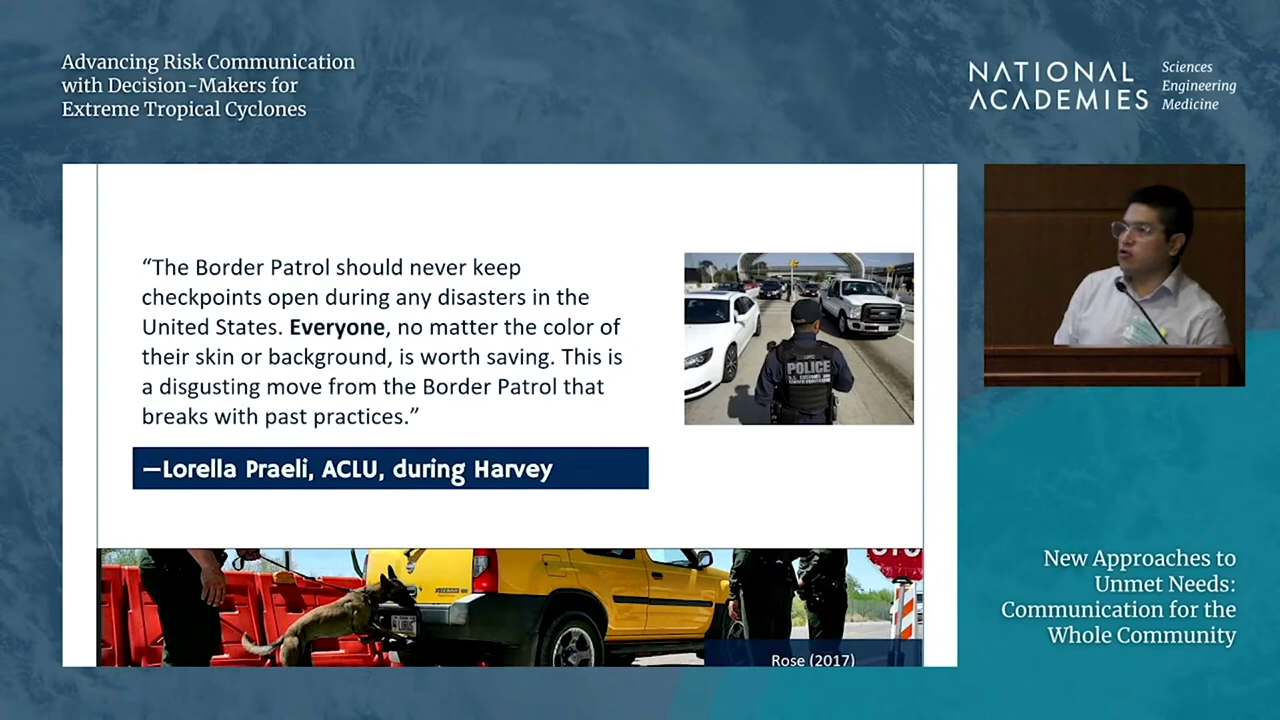 Advancing Risk Communication
with Decision-Makers for
Extreme Tropical Cyclones
NATIONAL
ACADEMIES
Sciences
Engineering
Medicine
“The Border Patrol should never keep
checkpoints open during any disasters in the
United States. Everyone, no matter the color of
their skin or background, is worth saving. This is
a disgusting move from the Border Patrol that
breaks with past practices.”
—Lorella Praeli, ACLU, during Harvey
POLICE
Rose (2017)
New Approaches to
Unmet Needs:
Communication for the
Whole Community